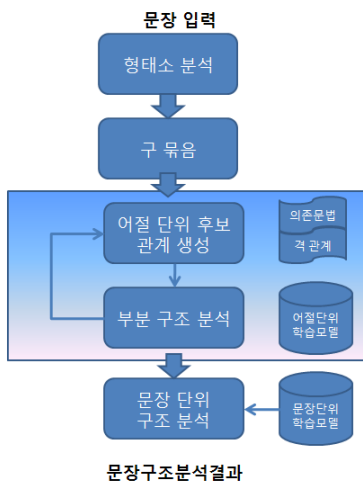 문장 입력
형태소 분석
구 묶음
어절 단위 후보
관계 생성
의존문법
격 관계
부분 구조 분석
어절단위
학습모델
문장 단위
구조 분석
문장단위
학습모델
문장구조분석결과